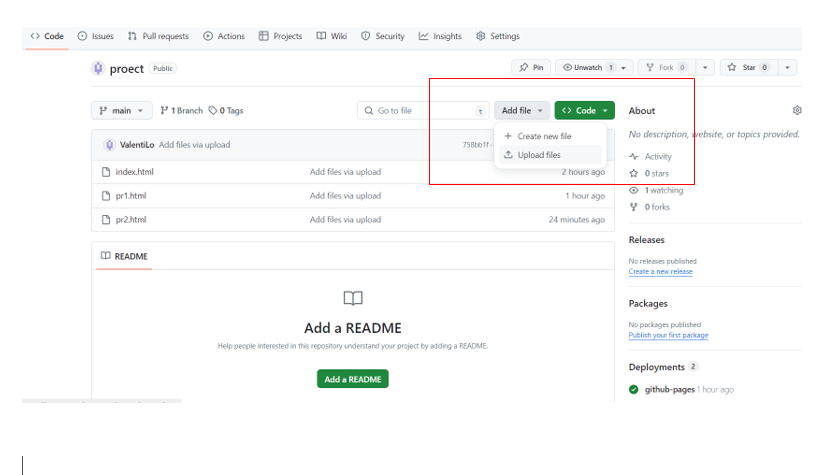 Code Issues Pull requests Actions Projects Wiki Security Insights Settings
proect Public Pin Unwatch 1 Fork 0 Star 0
main 1 Branch 0 Tags Go to file t Add file Code
Create new file
Upload files
ValentiLo Add files via upload
index.html Add files via upload 2 hours ago
pr1.html Add files via upload 1 hour ago
pr2.html Add files via upload 24 minutes ago
README
Add a README
Help people interested in this repository understand your project by adding a README.
Add a README
About
No description, website, or topics provided.
Activity
0 stars
1 watching
0 forks
Releases
No releases published
Create a new release
Packages
No packages published
Publish your first package
Deployments 2
github-pages 1 hour ago